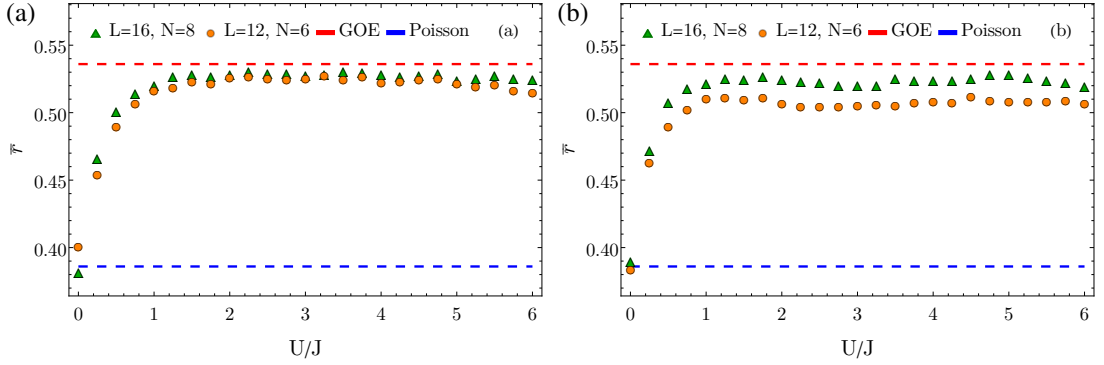 (a)
L=16, N=8 L=12, N=6 GOE Poisson (a)
0.55
0.50
0.45
0.40
r̅
0 1 2 3 4 5 6
U/J
(b)
L=16, N=8 L=12, N=6 GOE Poisson (b)
0.55
0.50
0.45
0.40
r̅
0 1 2 3 4 5 6
U/J